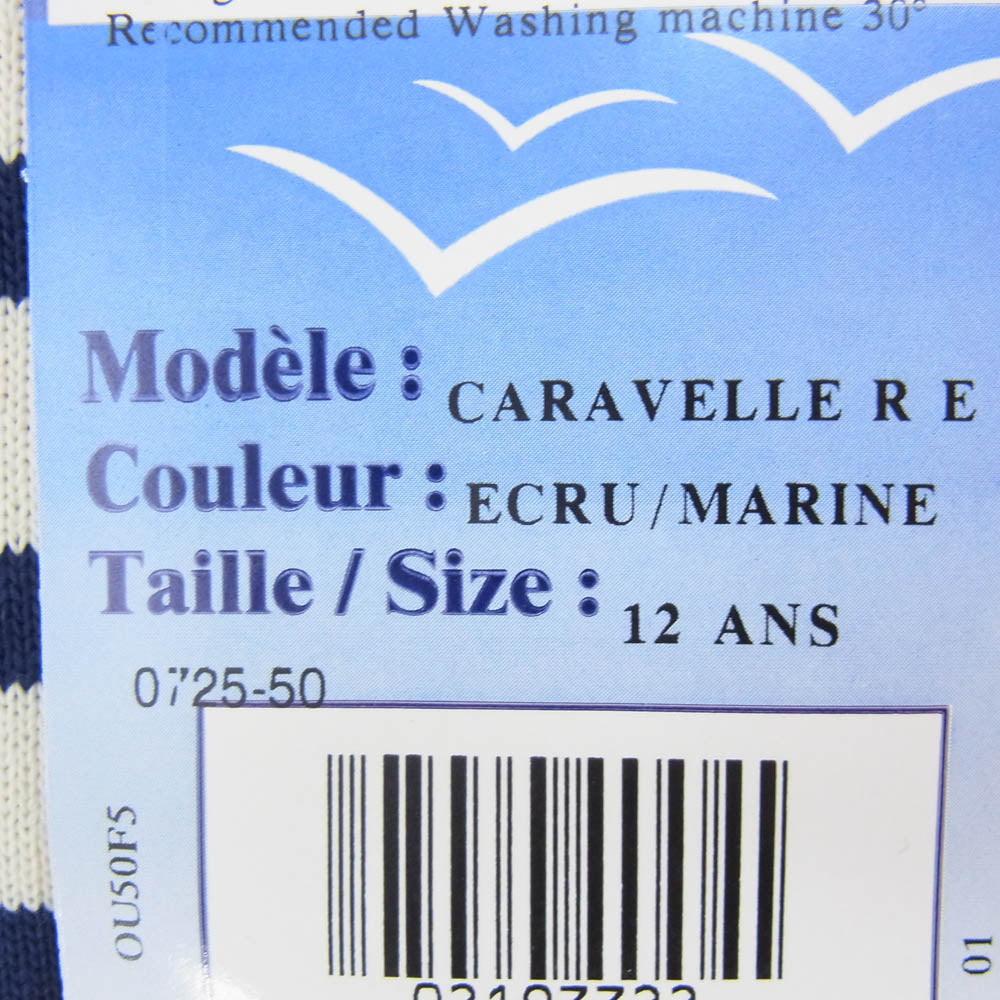 Recommended Washing machine 30°
Modèle : CARAVELLE R E
Couleur : ECRU/MARINE
Taille / Size : 12 ANS
0725-50
OU50F5
01